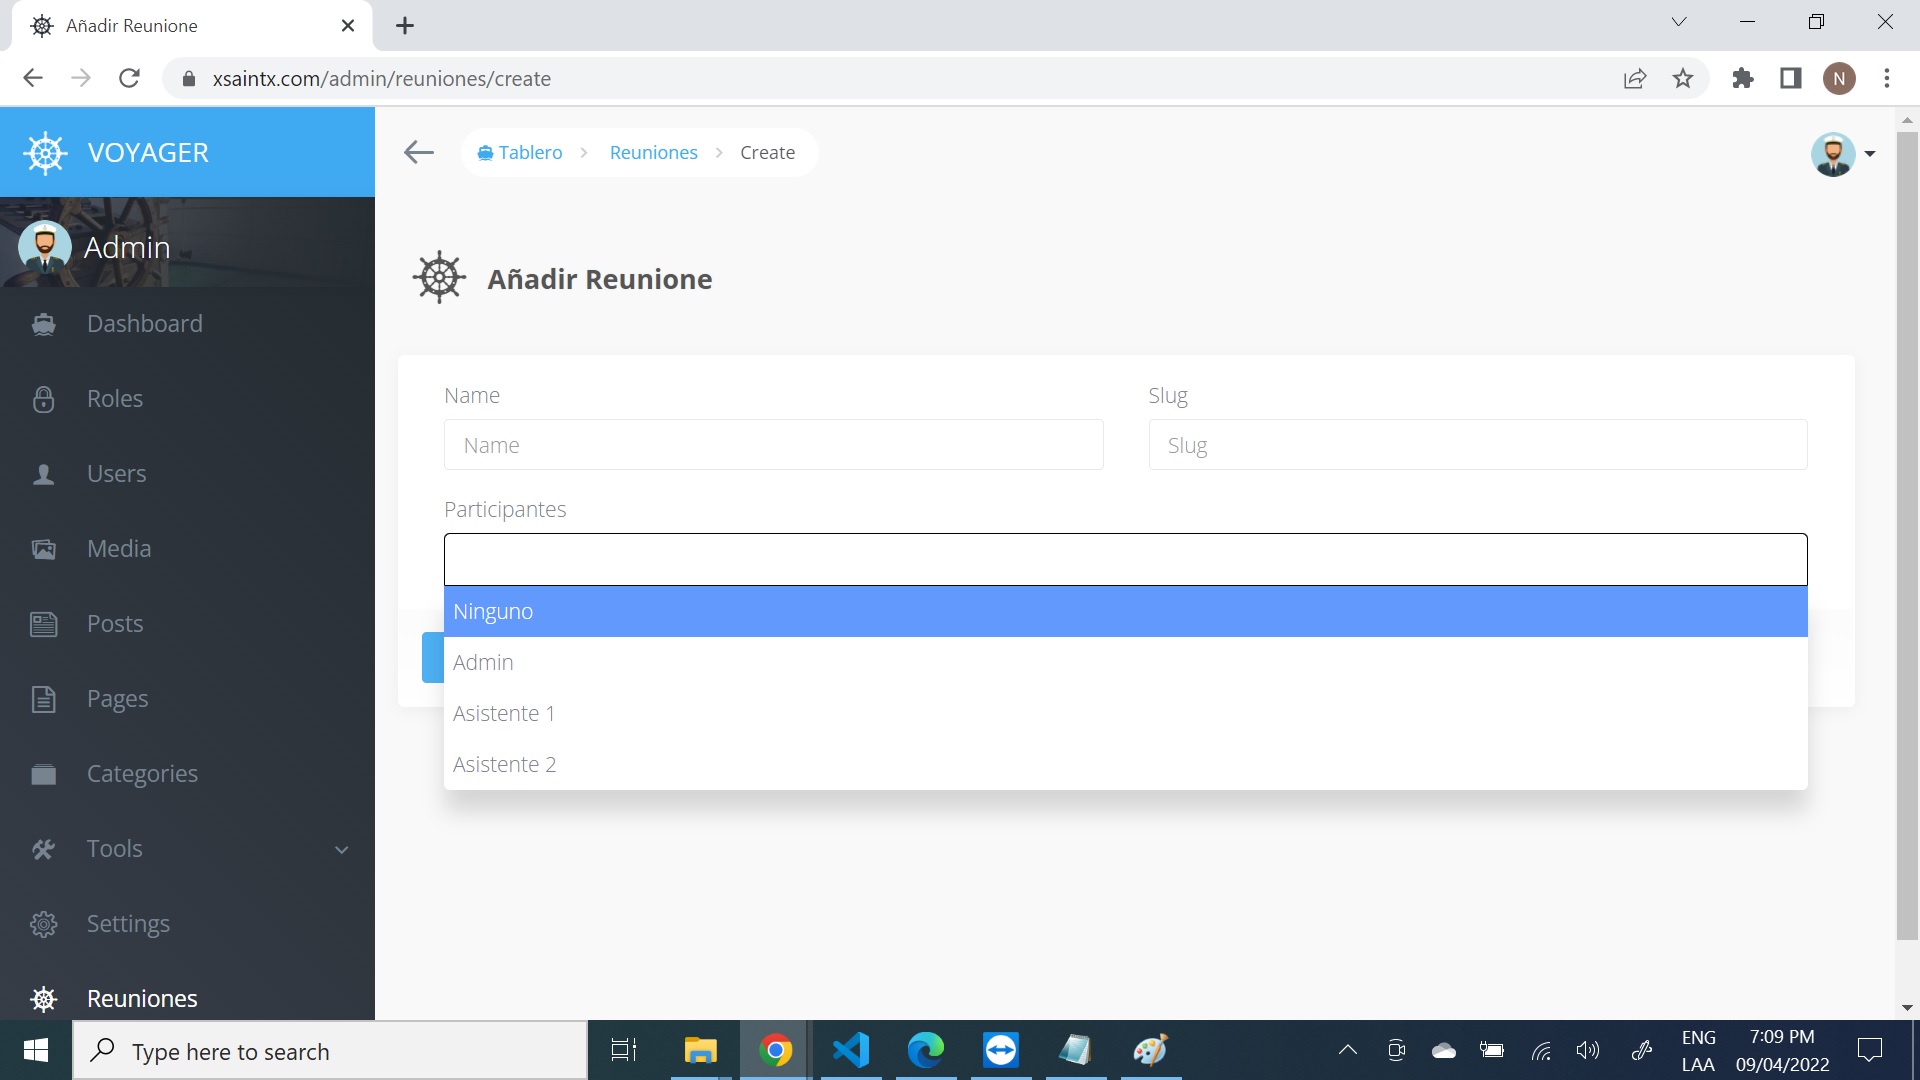 Añadir Reunione
xsaintx.com/admin/reuniones/create
N
VOYAGER
Tablero
Reuniones
Create
Admin
Añadir Reunione
Dashboard
Roles
Users
Media
Posts
Pages
Categories
Tools
Settings
Reuniones
Name
Slug
Name
Slug
Participantes
Ninguno
Admin
Asistente 1
Asistente 2
Type here to search
ENG
LAA
7:09 PM
09/04/2022